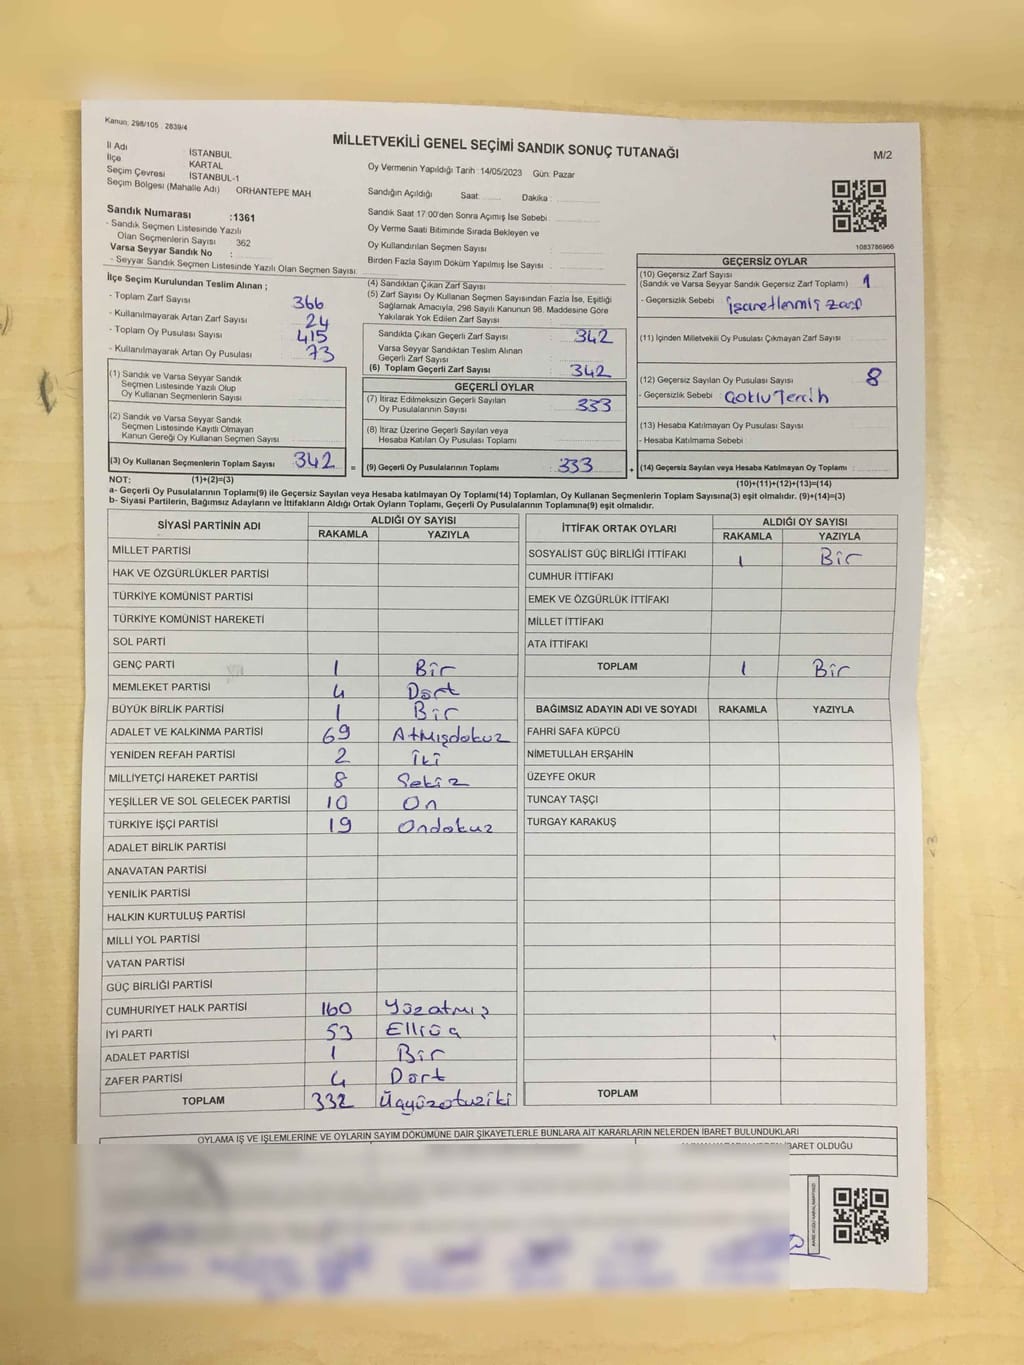 Kanun; 298/105 2839/4
MİLLETVEKİLİ GENEL SEÇİMİ SANDIK SONUÇ TUTANAĞI
M/2
İl Adı İSTANBUL
İlçe KARTAL
Seçim Çevresi İSTANBUL-1
Seçim Bölgesi (Mahalle Adı) ORHANTEPE MAH
Sandık Numarası :1361
- Sandık Seçmen Listesinde Yazılı
Olan Seçmenlerin Sayısı 362
Varsa Seyyar Sandık No :
- Seyyar Sandık Seçmen Listesinde Yazılı Olan Seçmen Sayısı:
Oy Vermenin Yapıldığı Tarih :14/05/2023 Gün: Pazar
Sandığın Açıldığı Saat: Dakika :
Sandık Saat 17:00'den Sonra Açımış İse Sebebi:
Oy Verme Saati Bitiminde Sırada Bekleyen ve
Oy Kullandırılan Seçmen Sayısı :
Birden Fazla Sayım Döküm Yapılmış İse Sayısı :
1083786966
İlçe Seçim Kurulundan Teslim Alınan ;
- Toplam Zarf Sayısı 366
- Kullanılmayarak Artan Zarf Sayısı 24
- Toplam Oy Pusulası Sayısı 415
- Kullanılmayarak Artan Oy Pusulası 73
(1) Sandık ve Varsa Seyyar Sandık
Seçmen Listesinde Yazılı Olup
Oy Kullanan Seçmenlerin Sayısı
(2) Sandık ve Varsa Seyyar Sandık
Seçmen Listesinde Kayıtlı Olmayan
Kanun Gereği Oy Kullanan Seçmen Sayısı
(3) Oy Kullanan Seçmenlerin Toplam Sayısı 342
(4) Sandıktan Çıkan Zarf Sayısı
(5) Zarf Sayısı Oy Kullanan Seçmen Sayısından Fazla İse, Eşitliği
Sağlamak Amacıyla, 298 Sayılı Kanunun 98. Maddesine Göre
Yakılarak Yok Edilen Zarf Sayısı :
Sandıkta Çıkan Geçerli Zarf Sayısı : 342
Varsa Seyyar Sandıktan Teslim Alınan
Geçerli Zarf Sayısı
(6) Toplam Geçerli Zarf Sayısı : 342
GEÇERLİ OYLAR
(7) İtiraz Edilmeksizin Geçerli Sayılan
Oy Pusulalarının Sayısı : 333
(8) İtiraz Üzerine Geçerli Sayılan veya
Hesaba Katılan Oy Pusulası Toplamı
= (9) Geçerli Oy Pusulalarının Toplamı : 333 +
GEÇERSİZ OYLAR
(10) Geçersiz Zarf Sayısı
(Sandık ve Varsa Seyyar Sandık Geçersiz Zarf Toplamı) : 1
- Geçersizlik Sebebi : İşaretlenmiş zarf
(11) İçinden Milletvekili Oy Pusulası Çıkmayan Zarf Sayısı :
(12) Geçersiz Sayılan Oy Pusulası Sayısı 8
- Geçersizlik Sebebi : Çoklu Tercih
(13) Hesaba Katılmayan Oy Pusulası Sayısı
- Hesaba Katılmama Sebebi :
(14) Geçersiz Sayılan veya Hesaba Katılmayan Oy Toplamı :
NOT: (1)+(2)=(3)
(10)+(11)+(12)+(13)=(14)
a- Geçerli Oy Pusulalarının Toplamı(9) ile Geçersiz Sayılan veya Hesaba katılmayan Oy Toplamı(14) Toplamları, Oy Kullanan Seçmenlerin Toplam Sayısına(3) eşit olmalıdır. (9)+(14)=(3)
b- Siyasi Partilerin, Bağımsız Adayların ve İttifakların Aldığı Ortak Oyların Toplamı, Geçerli Oy Pusulalarının Toplamına(9) eşit olmalıdır.
SİYASİ PARTİNİN ADI ALDIĞI OY SAYISI
RAKAMLA YAZIYLA
MİLLET PARTİSİ
HAK VE ÖZGÜRLÜKLER PARTİSİ
TÜRKİYE KOMÜNİST PARTİSİ
TÜRKİYE KOMÜNİST HAREKETİ
SOL PARTİ
GENÇ PARTİ 1 Bir
MEMLEKET PARTİSİ 4 Dört
BÜYÜK BİRLİK PARTİSİ 1 Bir
ADALET VE KALKINMA PARTİSİ 69 Atmışdokuz
YENİDEN REFAH PARTİSİ 2 İki
MİLLİYETÇİ HAREKET PARTİSİ 8 Sekiz
YEŞİLLER VE SOL GELECEK PARTİSİ 10 On
TÜRKİYE İŞÇİ PARTİSİ 19 Ondokuz
ADALET BİRLİK PARTİSİ
ANAVATAN PARTİSİ
YENİLİK PARTİSİ
HALKIN KURTULUŞ PARTİSİ
MİLLİ YOL PARTİSİ
VATAN PARTİSİ
GÜÇ BİRLİĞİ PARTİSİ
CUMHURİYET HALK PARTİSİ 160 Yüzatmış
İYİ PARTİ 53 Elliüç
ADALET PARTİSİ 1 Bir
ZAFER PARTİSİ 4 Dört
TOPLAM 332 Üçyüzotuziki
İTTİFAK ORTAK OYLARI ALDIĞI OY SAYISI
RAKAMLA YAZIYLA
SOSYALİST GÜÇ BİRLİĞİ İTTİFAKI 1 Bir
CUMHUR İTTİFAKI
EMEK VE ÖZGÜRLÜK İTTİFAKI
MİLLET İTTİFAKI
ATA İTTİFAKI
TOPLAM 1 Bir
BAĞIMSIZ ADAYIN ADI VE SOYADI RAKAMLA YAZIYLA
FAHRİ SAFA KÜPCÜ
NİMETULLAH ERŞAHİN
ÜZEYFE OKUR
TUNCAY TAŞÇI
TURGAY KARAKUŞ
TOPLAM
OYLAMA İŞ VE İŞLEMLERİNE VE OYLARIN SAYIM DÖKÜMÜNE DAİR ŞİKAYETLERLE BUNLARA AİT KARARLARIN NELERDEN İBARET BULUNDUKLARI
İBARET OLDUĞU